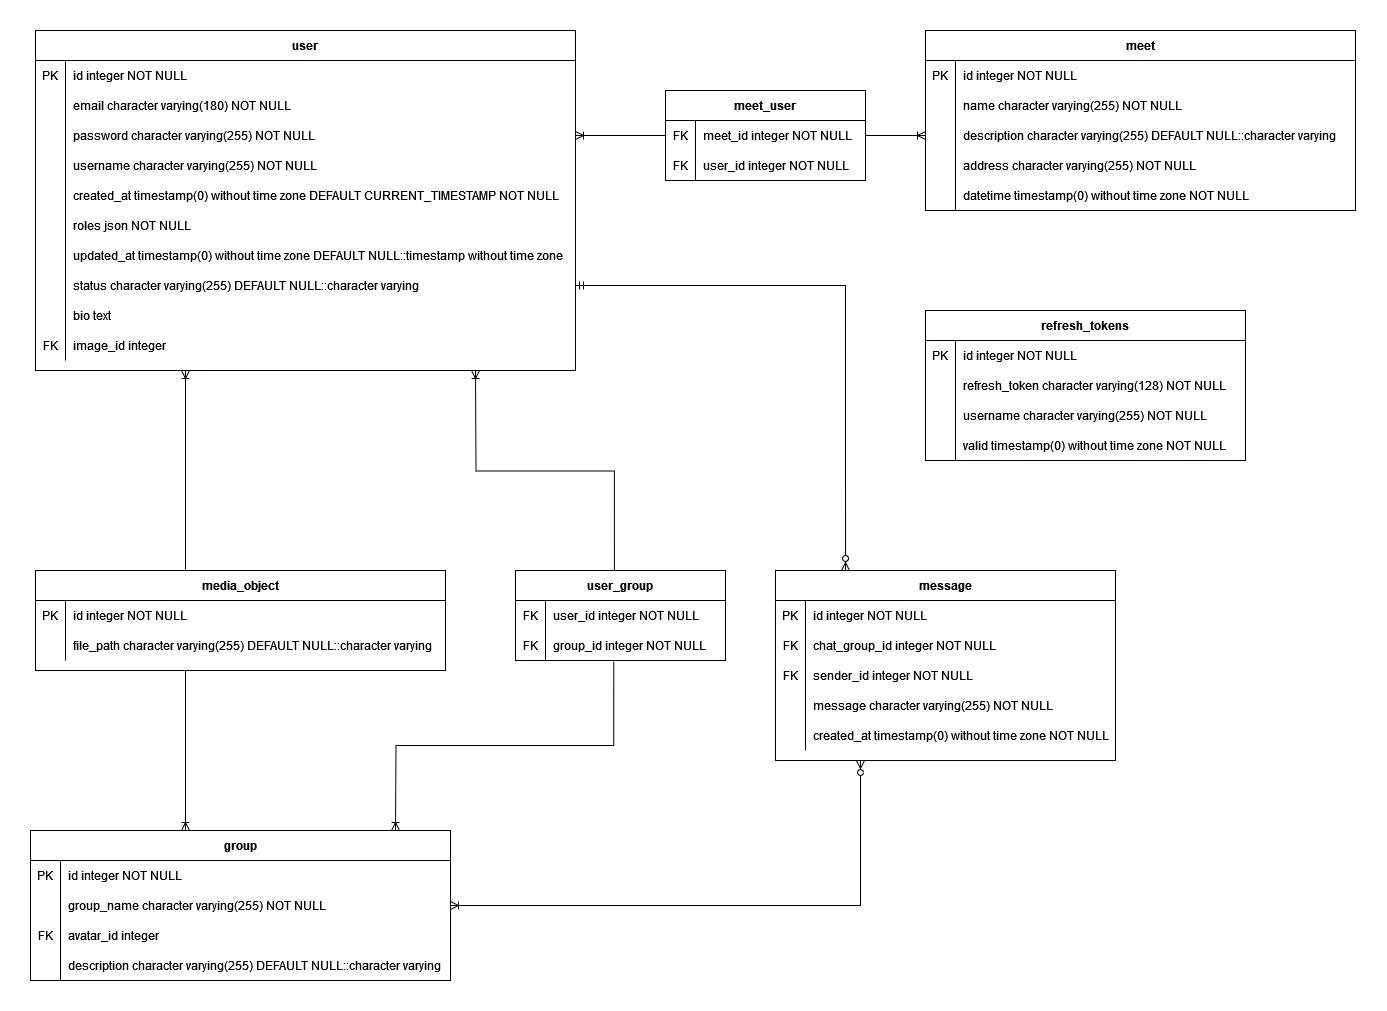 user
PK id integer NOT NULL
email character varying(180) NOT NULL
password character varying(255) NOT NULL
username character varying(255) NOT NULL
created_at timestamp(0) without time zone DEFAULT CURRENT_TIMESTAMP NOT NULL
roles json NOT NULL
updated_at timestamp(0) without time zone DEFAULT NULL::timestamp without time zone
status character varying(255) DEFAULT NULL::character varying
bio text
FK image_id integer
meet_user
FK meet_id integer NOT NULL
FK user_id integer NOT NULL
meet
PK id integer NOT NULL
name character varying(255) NOT NULL
description character varying(255) DEFAULT NULL::character varying
address character varying(255) NOT NULL
datetime timestamp(0) without time zone NOT NULL
refresh_tokens
PK id integer NOT NULL
refresh_token character varying(128) NOT NULL
username character varying(255) NOT NULL
valid timestamp(0) without time zone NOT NULL
media_object
PK id integer NOT NULL
file_path character varying(255) DEFAULT NULL::character varying
user_group
FK user_id integer NOT NULL
FK group_id integer NOT NULL
message
PK id integer NOT NULL
FK chat_group_id integer NOT NULL
FK sender_id integer NOT NULL
message character varying(255) NOT NULL
created_at timestamp(0) without time zone NOT NULL
group
PK id integer NOT NULL
group_name character varying(255) NOT NULL
FK avatar_id integer
description character varying(255) DEFAULT NULL::character varying